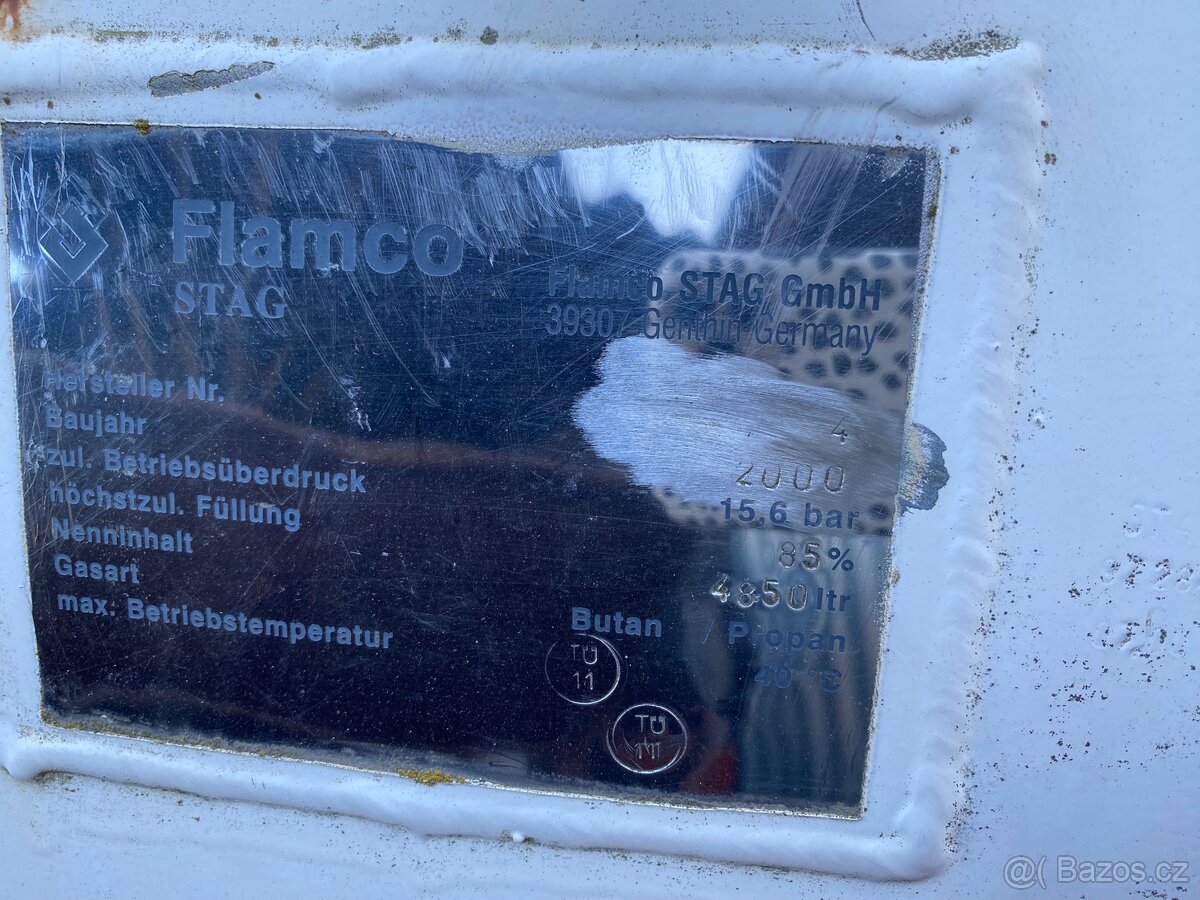 Flamco
STAG
Flamco STAG GmbH
39307 Genthin Germany
Hersteller Nr. 4
Baujahr 2000
zul. Betriebsüberdruck 15,6 bar
höchstzul. Füllung 85%
Nenninhalt 4850 ltr
Gasart Butan / Propan
max. Betriebstemperatur 40 °C
TÜ
11
TÜ
11
@( Bazos.cz